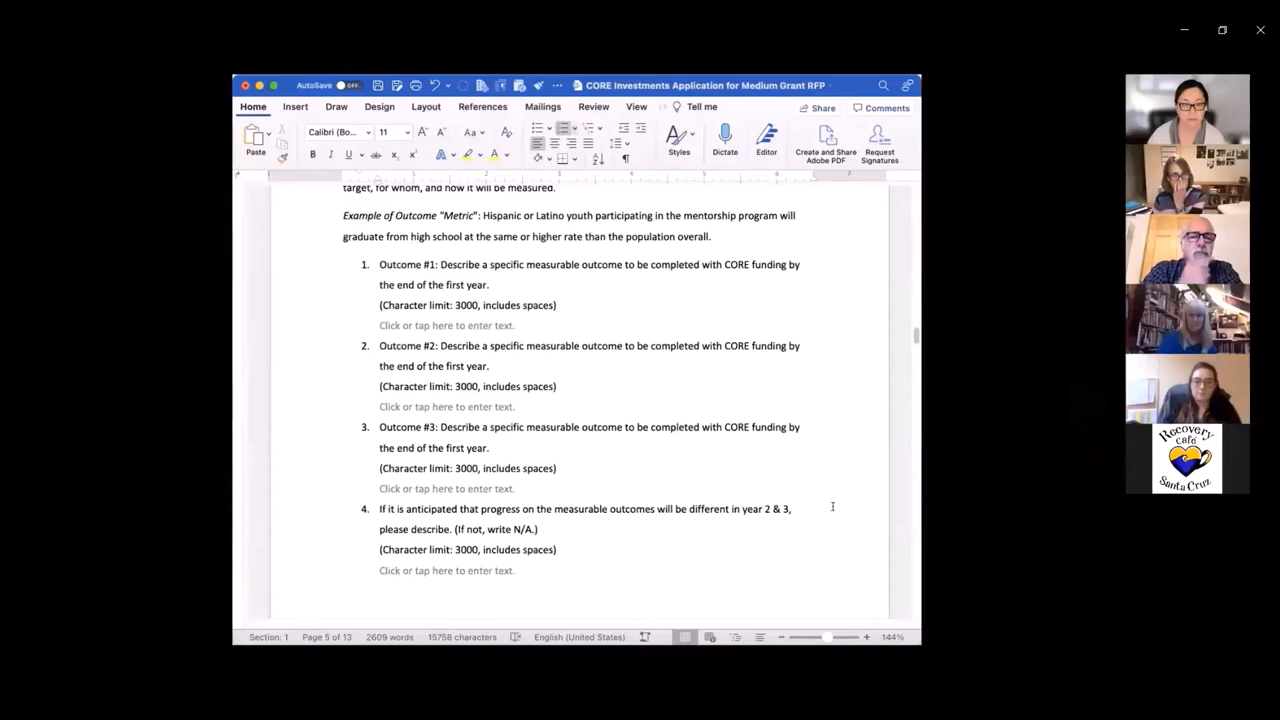 AutoSave OFF
CORE Investments Application for Medium Grant RFP
Home Insert Draw Design Layout References Mailings Review View Tell me
Share Comments
Calibri (Bo... 11
Paste
Styles
Dictate
Editor
Create and Share
Adobe PDF
Request
Signatures
1 2 3 4 5 6 7
target, for whom, and how it will be measured.
Example of Outcome "Metric": Hispanic or Latino youth participating in the mentorship program will
graduate from high school at the same or higher rate than the population overall.
1. Outcome #1: Describe a specific measurable outcome to be completed with CORE funding by
the end of the first year.
(Character limit: 3000, includes spaces)
Click or tap here to enter text.
2. Outcome #2: Describe a specific measurable outcome to be completed with CORE funding by
the end of the first year.
(Character limit: 3000, includes spaces)
Click or tap here to enter text.
3. Outcome #3: Describe a specific measurable outcome to be completed with CORE funding by
the end of the first year.
(Character limit: 3000, includes spaces)
Click or tap here to enter text.
4. If it is anticipated that progress on the measurable outcomes will be different in year 2 & 3,
please describe. (If not, write N/A.)
(Character limit: 3000, includes spaces)
Click or tap here to enter text.
Section: 1 Page 5 of 13 2609 words 15758 characters English (United States) 144%
Recovery
Café
Santa Cruz